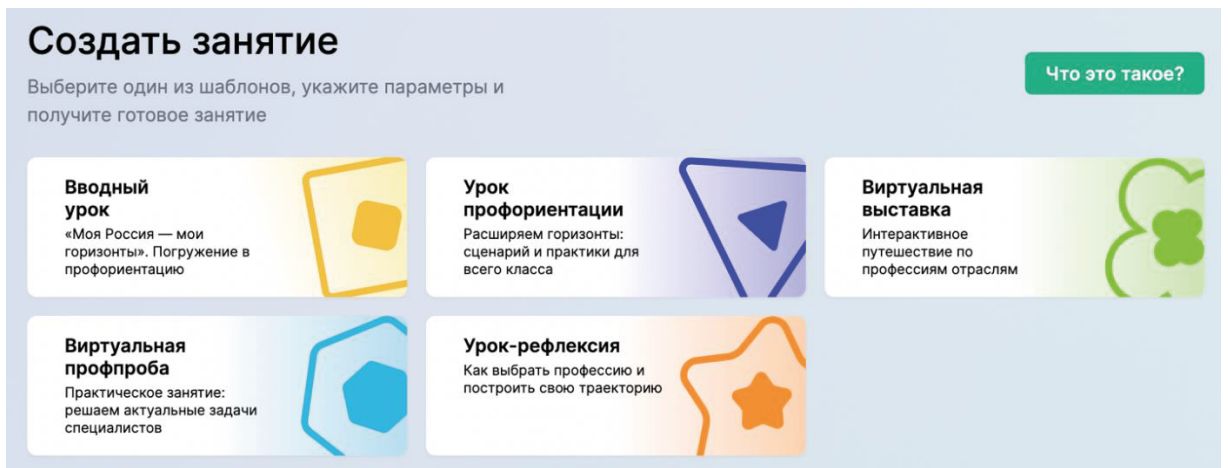 Создать занятие
Выберите один из шаблонов, укажите параметры и
получите готовое занятие
Что это такое?
Вводный
урок
«Моя Россия — мои
горизонты». Погружение в
профориентацию
Урок
профориентации
Расширяем горизонты:
сценарий и практики для
всего класса
Виртуальная
выставка
Интерактивное
путешествие по
профессиям отраслям
Виртуальная
профпроба
Практическое занятие:
решаем актуальные задачи
специалистов
Урок-рефлексия
Как выбрать профессию и
построить свою траекторию